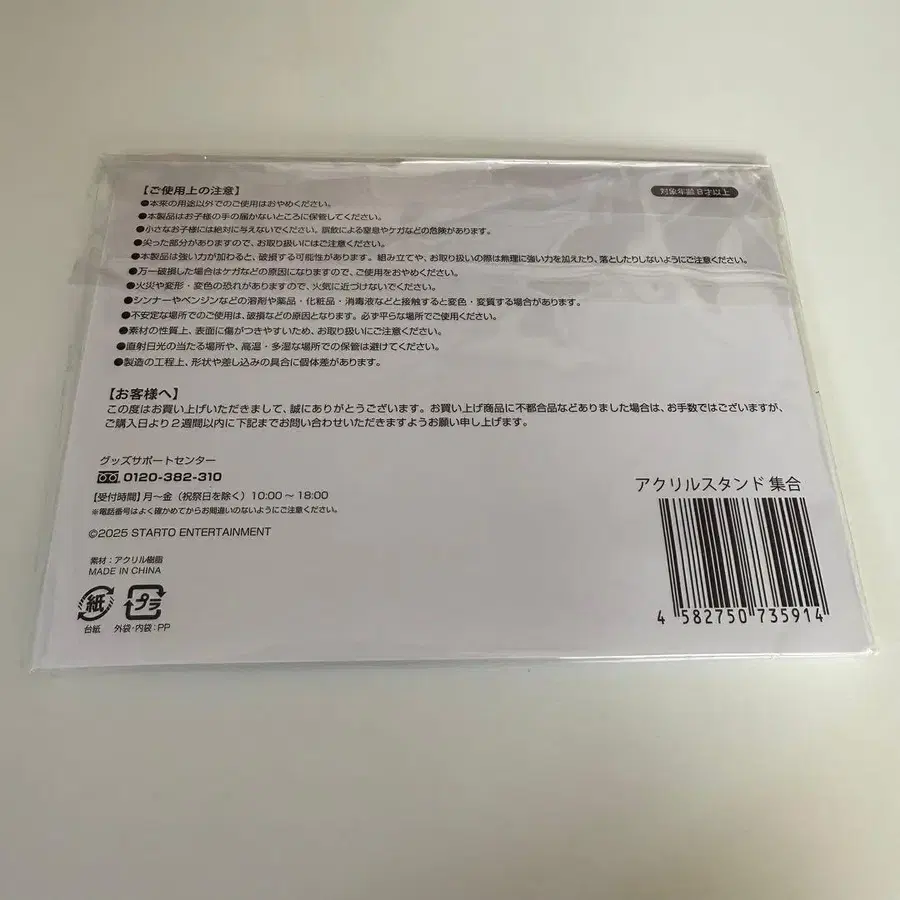 【ご使用上の注意】
対象年齢8才以上
●本来の用途以外でのご使用はおやめください。
●本製品はお子様の手の届かないところに保管してください。
●小さなお子様には絶対に与えないでください。誤飲による窒息やケガなどの危険があります。
●尖った部分がありますので、お取り扱いにはご注意ください。
●本製品は強い力が加わると、破損する可能性があります。組み立てや、お取り扱いの際は無理に強い力を加えたり、落としたりしないようにご注意ください。
●万一破損した場合はケガなどの原因になりますので、ご使用をおやめください。
●火災や変形・変色の恐れがありますので、火気に近づけないでください。
●シンナーやベンジンなどの溶剤や薬品・化粧品・消毒液などと接触すると変色・変質する場合があります。
●不安定な場所でのご使用は、破損などの原因となります。必ず平らな場所でご使用ください。
●素材の性質上、表面に傷がつきやすいため、お取り扱いにご注意ください。
●直射日光の当たる場所や、高温・多湿な場所での保管は避けてください。
●製造の工程上、形状や差し込みの具合に個体差があります。
【お客様へ】
この度はお買い上げいただきまして、誠にありがとうございます。お買い上げ商品に不都合品などありました場合は、お手数ではございますが、
ご購入日より2週間以内に下記までお問い合わせいただきますようお願い申し上げます。
グッズサポートセンター
0120-382-310
【受付時間】月〜金（祝祭日を除く）10:00〜18:00
※電話番号はよく確かめてからお間違いのないようにご注意ください。
©2025 STARTO ENTERTAINMENT
素材：アクリル樹脂
MADE IN CHINA
紙
プラ
台紙
外袋・内袋：PP
アクリルスタンド 集合
4 582750 735914